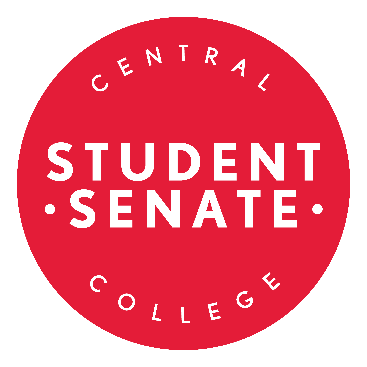 CENTRAL
STUDENT
• SENATE •
COLLEGE